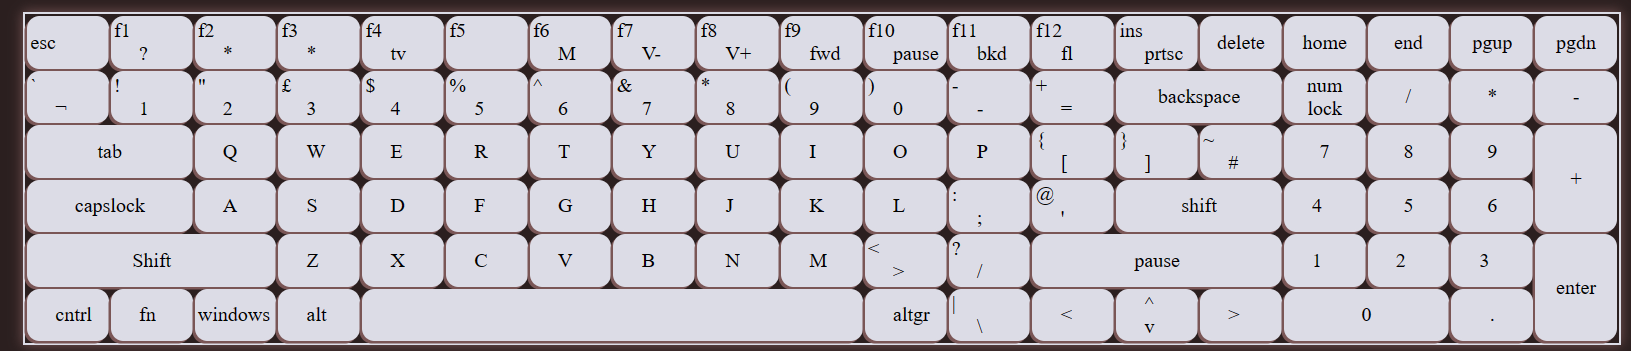 esc f1 ? f2 * f3 * f4 tv f5 f6 M f7 V- f8 V+ f9 fwd f10 pause f11 bkd f12 fl ins prtsc delete home end pgup pgdn
` ¬ ! 1 " 2 £ 3 $ 4 % 5 ^ 6 & 7 * 8 ( 9 ) 0 - - + = backspace num lock / * -
tab Q W E R T Y U I O P { [ } ] ~ # 7 8 9 +
capslock A S D F G H J K L : ; @ ' shift 4 5 6
Shift Z X C V B N M < > ? / pause 1 2 3 enter
cntrl fn windows alt altgr | \ < ^ v > 0 .